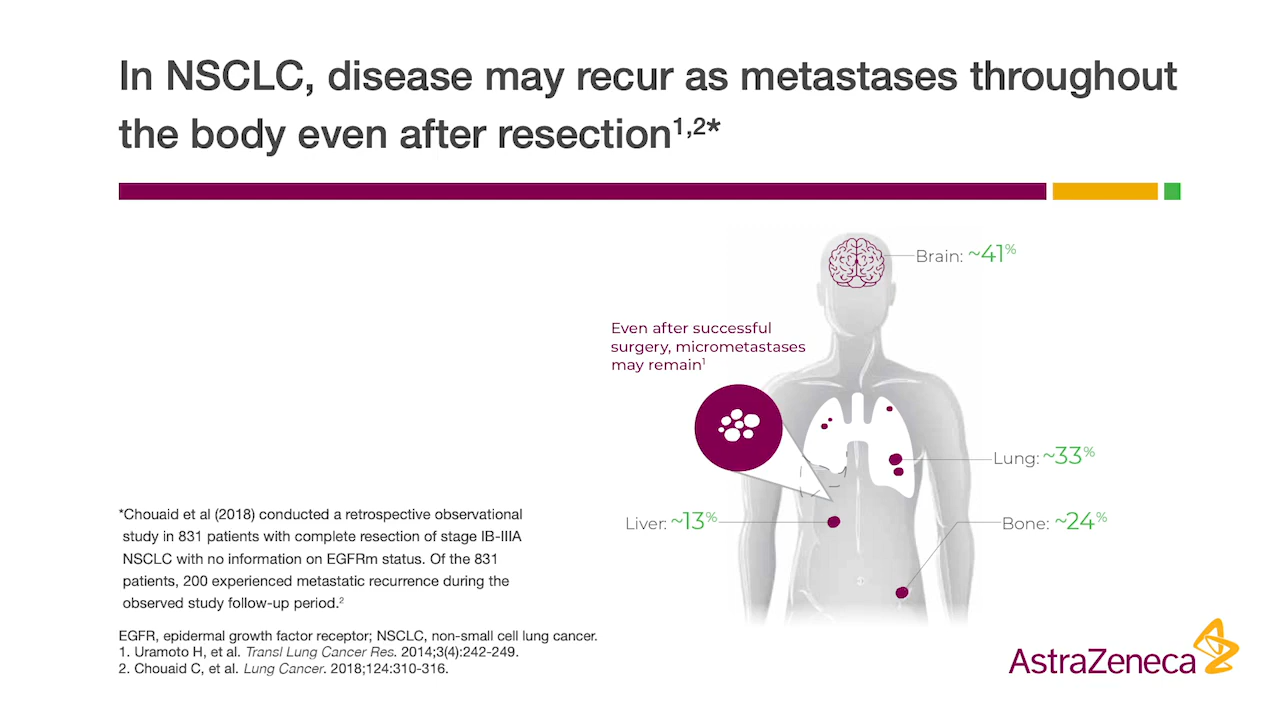 In NSCLC, disease may recur as metastases throughout
the body even after resection1,2*
Brain: ~41%
Even after successful
surgery, micrometastases
may remain1
Lung: ~33%
Liver: ~13%
Bone: ~24%
*Chouaid et al (2018) conducted a retrospective observational
study in 831 patients with complete resection of stage IB-IIIA
NSCLC with no information on EGFRm status. Of the 831
patients, 200 experienced metastatic recurrence during the
observed study follow-up period.2
EGFR, epidermal growth factor receptor; NSCLC, non-small cell lung cancer.
1. Uramoto H, et al. Transl Lung Cancer Res. 2014;3(4):242-249.
2. Chouaid C, et al. Lung Cancer. 2018;124:310-316.
AstraZeneca